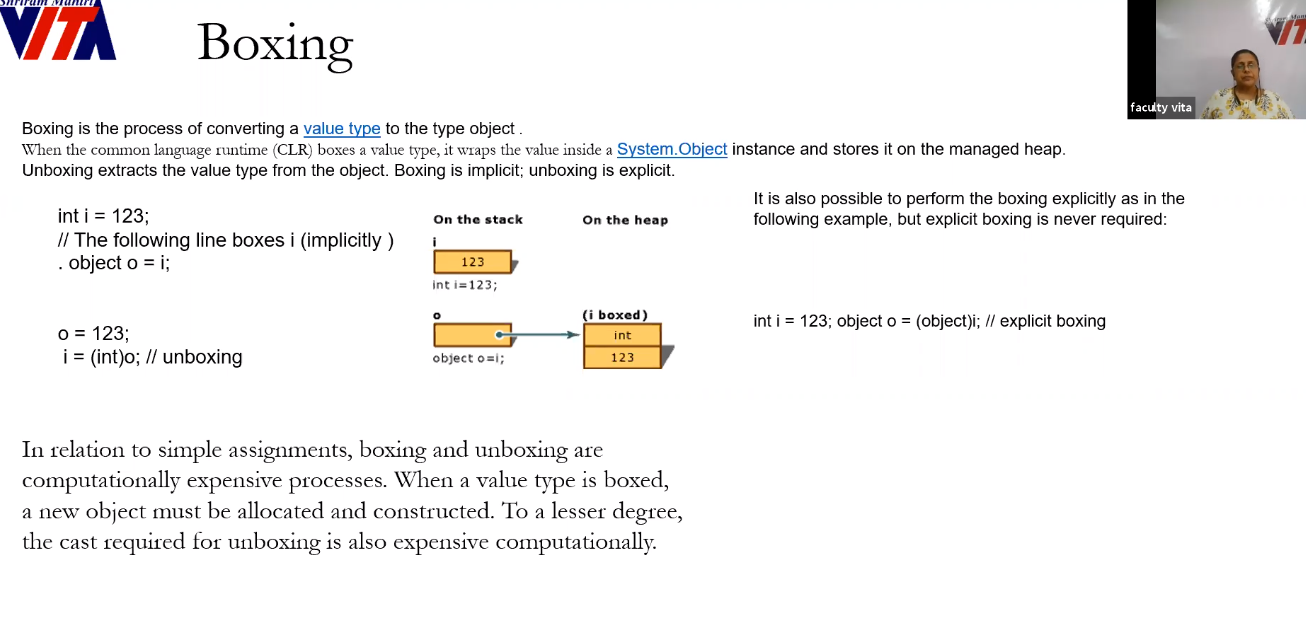 Shriram Mantri
VITA
Boxing
faculty vita
Boxing is the process of converting a value type to the type object .
When the common language runtime (CLR) boxes a value type, it wraps the value inside a System.Object instance and stores it on the managed heap.
Unboxing extracts the value type from the object. Boxing is implicit; unboxing is explicit.
int i = 123;
// The following line boxes i (implicitly )
. object o = i;
o = 123;
i = (int)o; // unboxing
On the stack
On the heap
i
123
int i=123;
o
(i boxed)
int
object o=i;
123
It is also possible to perform the boxing explicitly as in the
following example, but explicit boxing is never required:
int i = 123; object o = (object)i; // explicit boxing
In relation to simple assignments, boxing and unboxing are
computationally expensive processes. When a value type is boxed,
a new object must be allocated and constructed. To a lesser degree,
the cast required for unboxing is also expensive computationally.